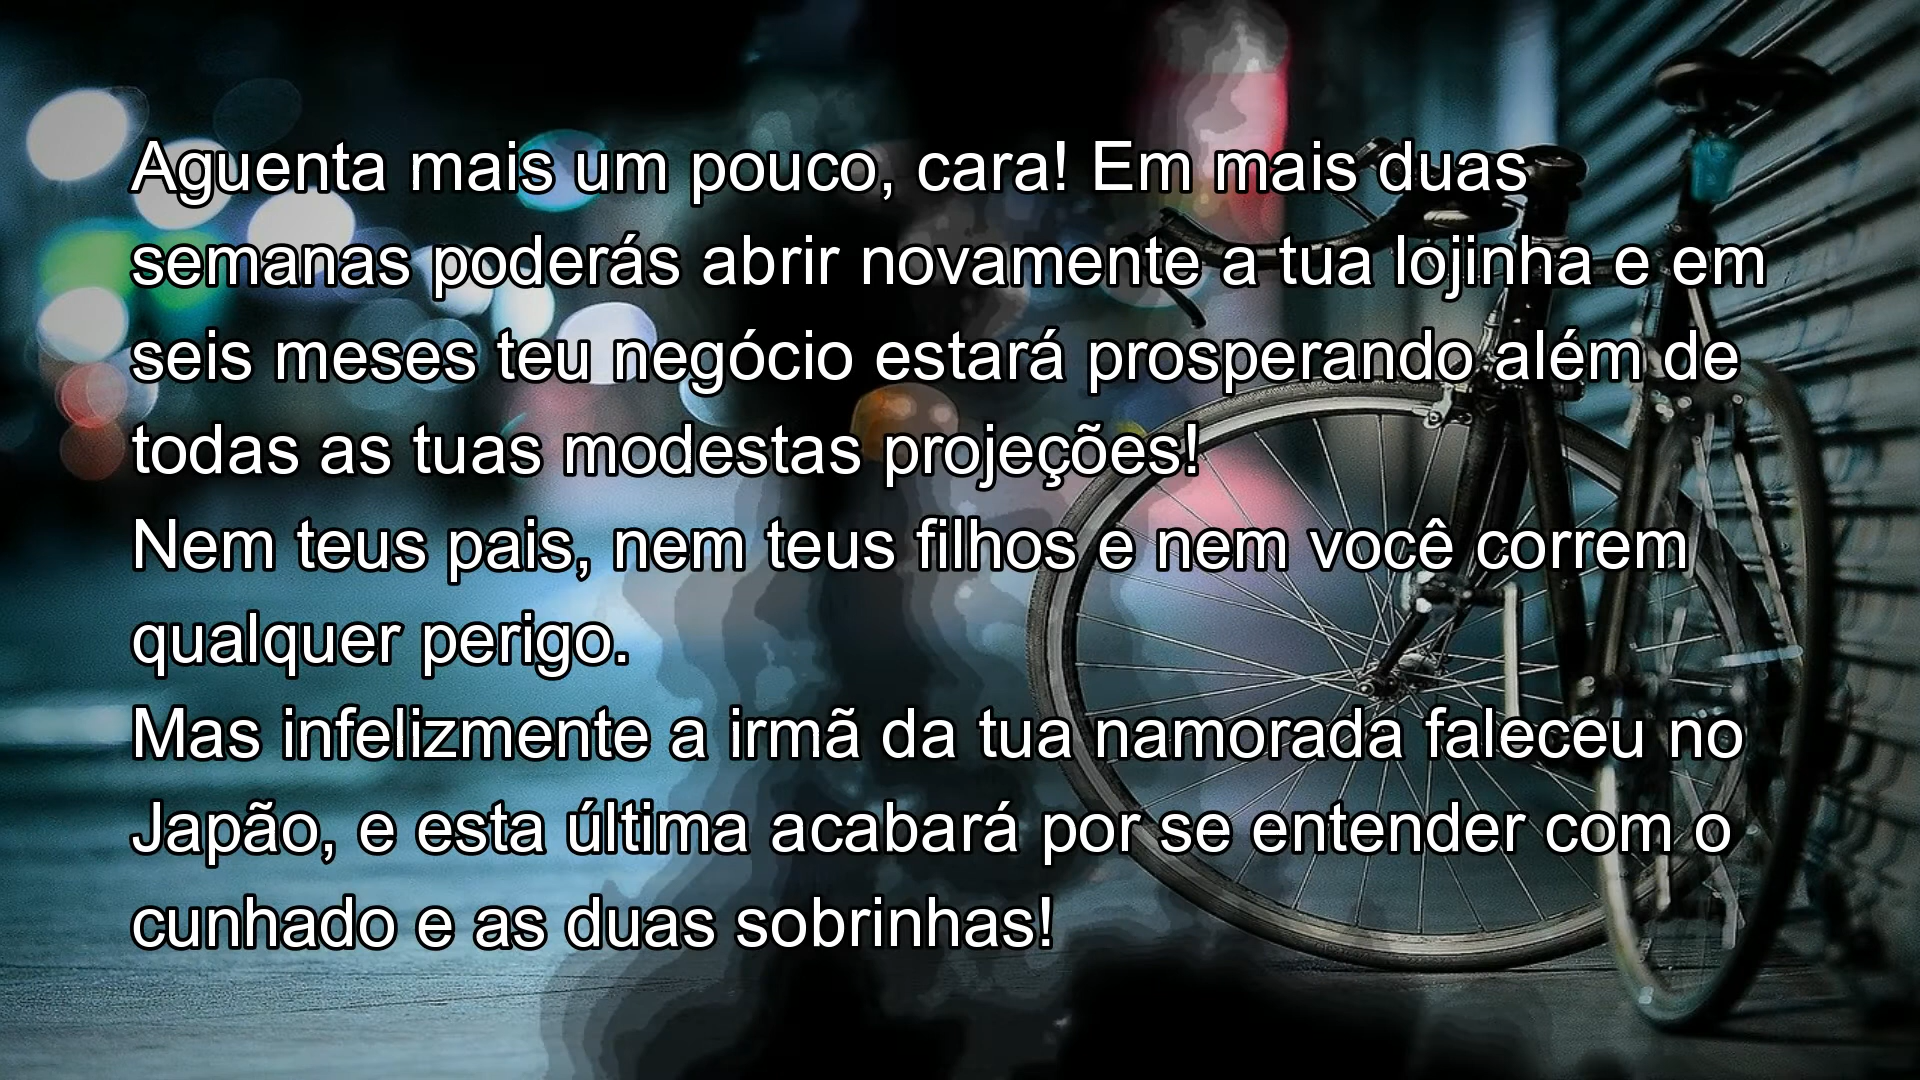 Aguenta mais um pouco, cara! Em mais duas
semanas poderás abrir novamente a tua lojinha e em
seis meses teu negócio estará prosperando além de
todas as tuas modestas projeções!
Nem teus pais, nem teus filhos e nem você correm
qualquer perigo.
Mas infelizmente a irmã da tua namorada faleceu no
Japão, e esta última acabará por se entender com o
cunhado e as duas sobrinhas!